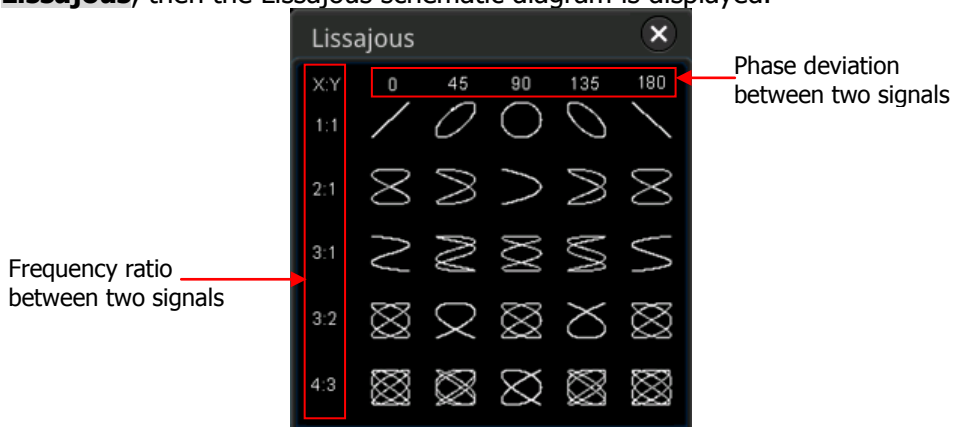 Lissajous, then the Lissajous schematic diagram is displayed.
Lissajous
X:Y 0 45 90 135 180
Phase deviation
between two signals
1:1
2:1
3:1
Frequency ratio
between two signals
3:2
4:3